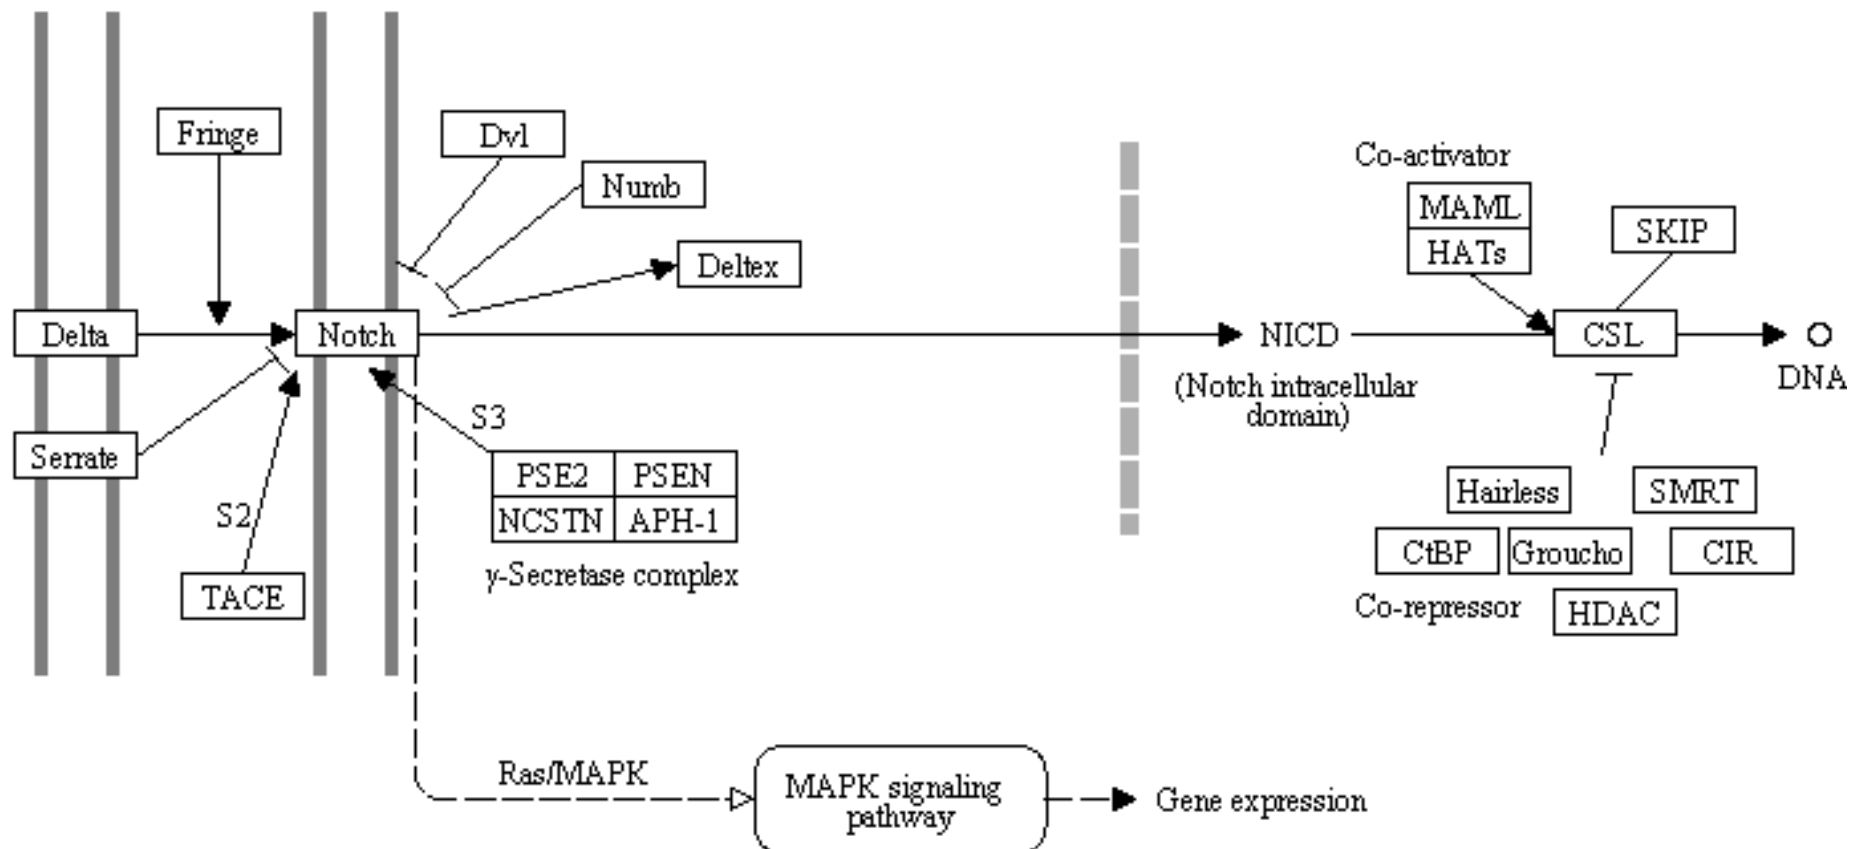 Fringe
Dvl
Numb
Deltex
Co-activator
MAML
HATs
SKIP
Delta
Notch
NICD
CSL
DNA
(Notch intracellular
domain)
Serrate
S3
S2
PSE2
PSEN
NCSTN
APH-1
γ-Secretase complex
TACE
Hairless
SMRT
CtBP
Groucho
CIR
Co-repressor
HDAC
Ras/MAPK
MAPK signaling
pathway
Gene expression